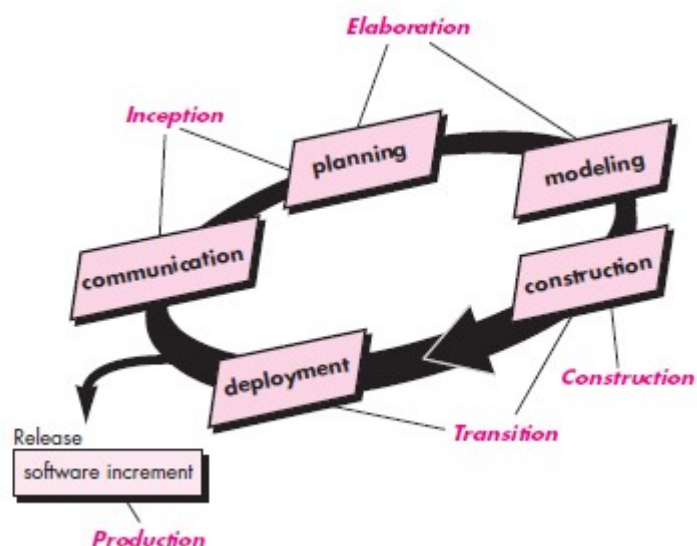 Elaboration
Inception
planning
modeling
communication
construction
deployment
Construction
Release
Transition
software increment
Production